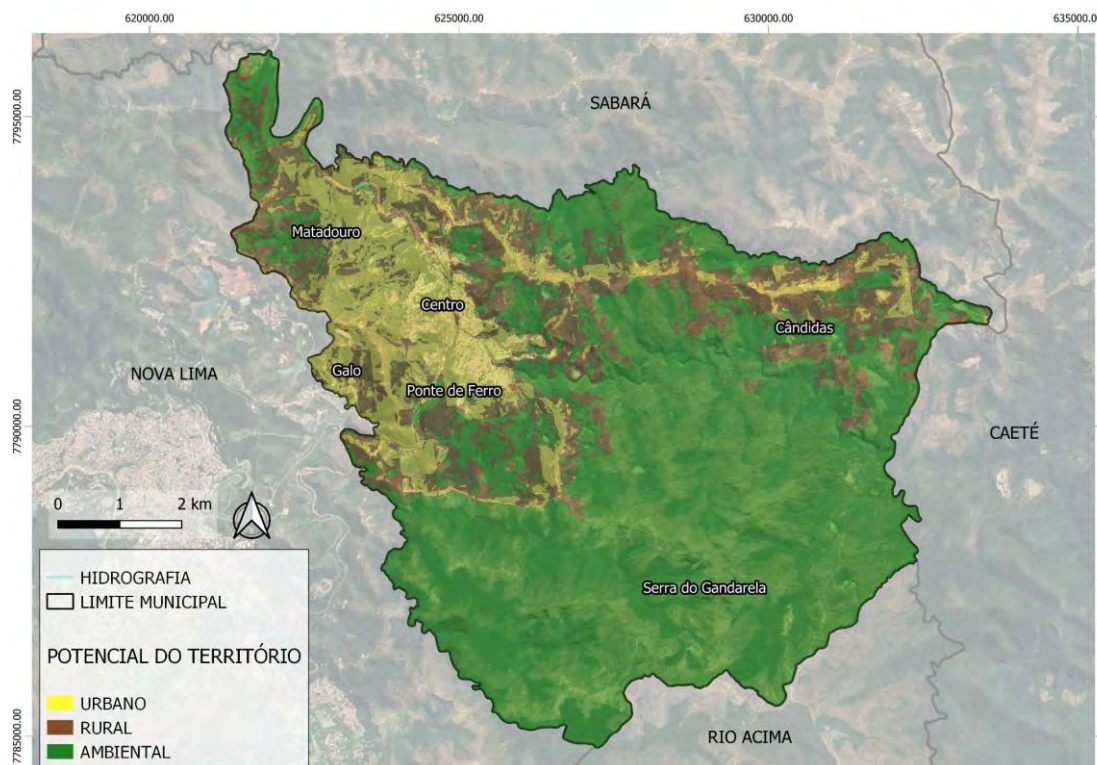 620000.00
625000.00
630000.00
635000.00
7795000.00
SABARÁ
Matadouro
Centro
Cândidas
Galo
NOVA LIMA
Ponte de Ferro
7790000.00
CAETÉ
0 1 2 km
Serra do Gandarela
HIDROGRAFIA
LIMITE MUNICIPAL
POTENCIAL DO TERRITÓRIO
URBANO
RURAL
AMBIENTAL
RIO ACIMA
7785000.00